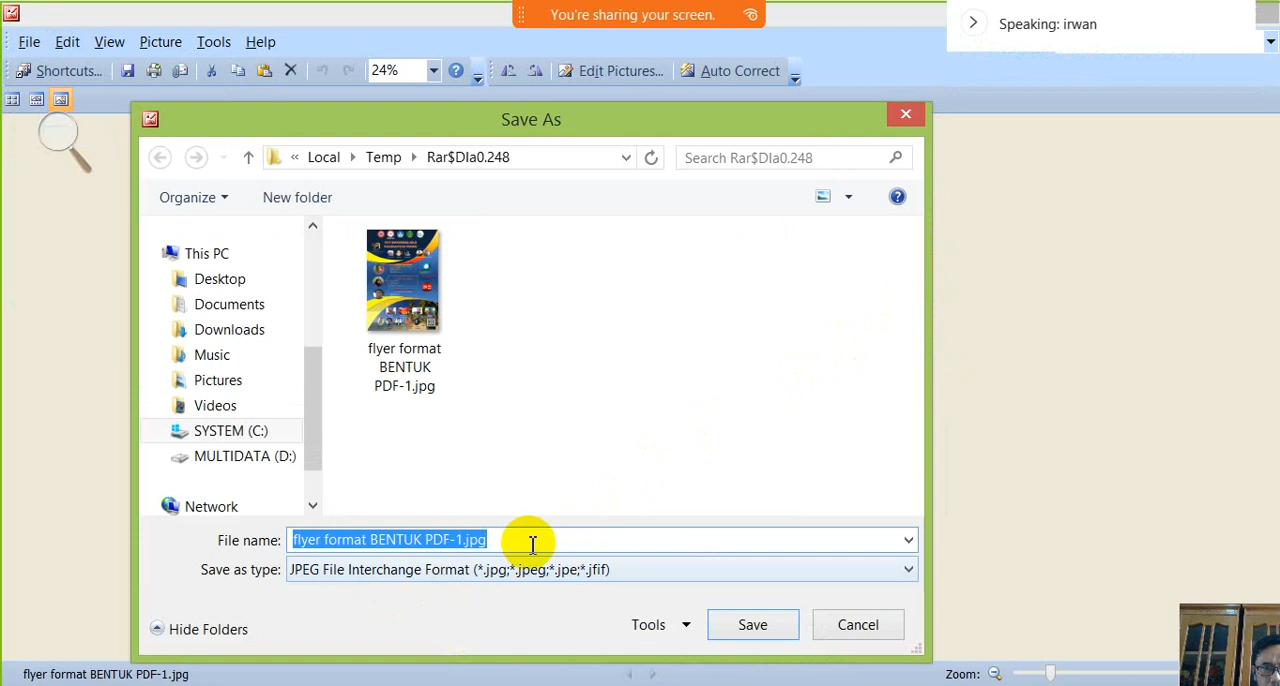 You're sharing your screen.
Speaking: irwan
File Edit View Picture Tools Help
Shortcuts... 24% Edit Pictures... Auto Correct
Save As
« Local Temp Rar$DIa0.248 Search Rar$DIa0.248
Organize New folder
This PC
Desktop
Documents
Downloads
Music
Pictures
Videos
SYSTEM (C:)
MULTIDATA (D:)
Network
flyer format
BENTUK
PDF-1.jpg
File name: flyer format BENTUK PDF-1.jpg
Save as type: JPEG File Interchange Format (*.jpg;*.jpeg;*.jpe;*.jfif)
Hide Folders Tools Save Cancel
flyer format BENTUK PDF-1.jpg Zoom: